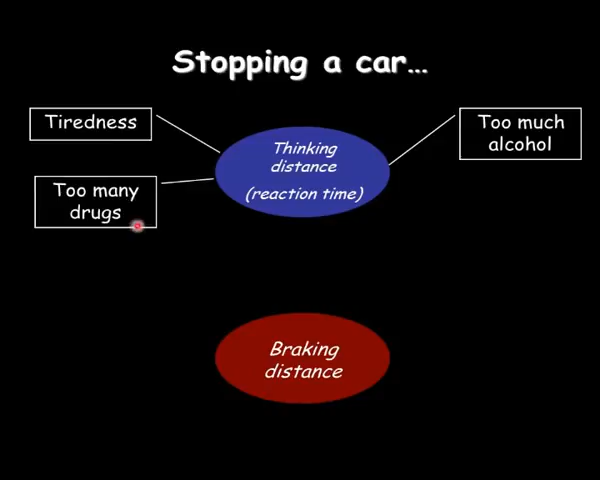 Stopping a car…
Tiredness
Too many
drugs
Thinking
distance
(reaction time)
Too much
alcohol
Braking
distance